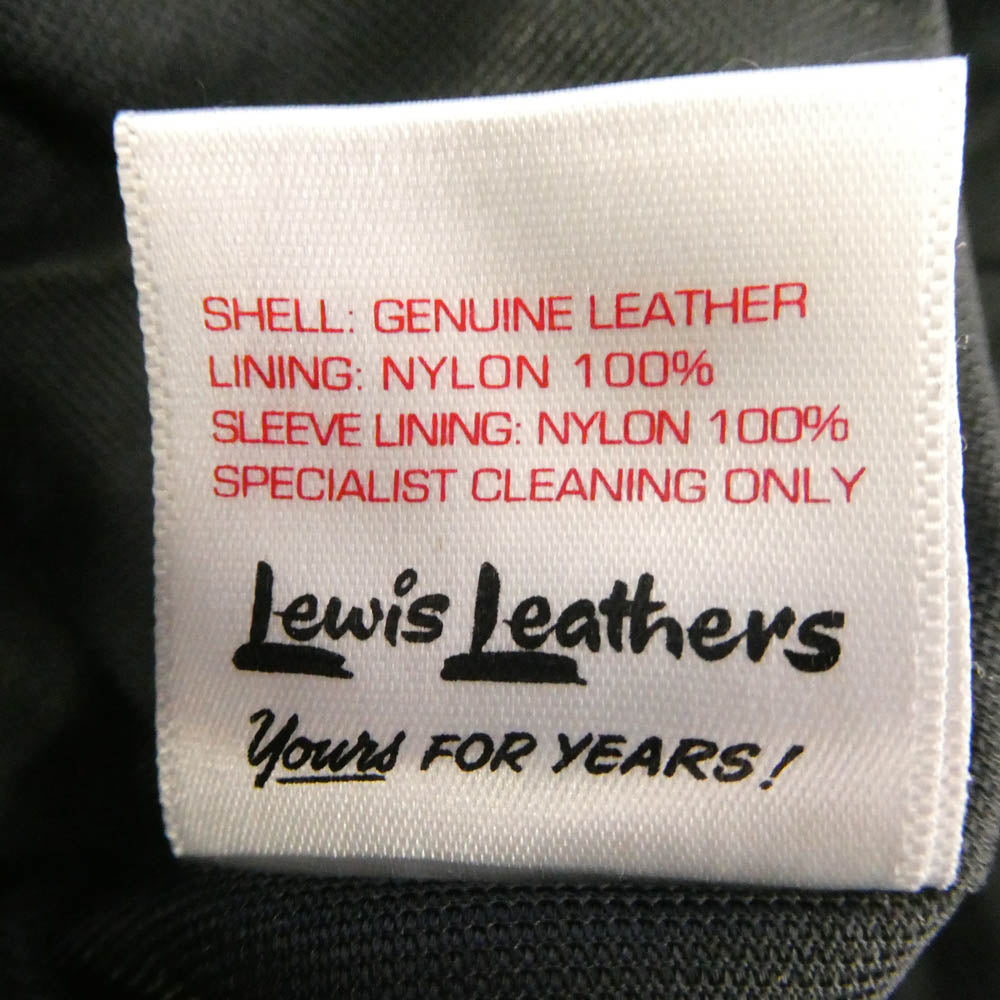 SHELL: GENUINE LEATHER
LINING: NYLON 100%
SLEEVE LINING: NYLON 100%
SPECIALIST CLEANING ONLY
Lewis Leathers
Yours FOR YEARS!